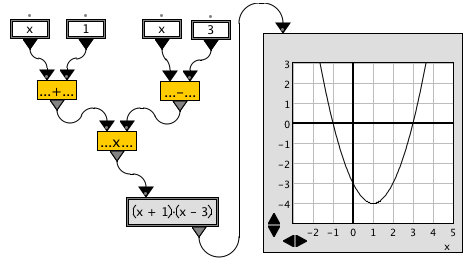 x 1 x 3
...+... ...–...
...x...
(x + 1)·(x – 3)
3
2
1
0
-1
-2
-3
-4
-2 -1 0 1 2 3 4 5
x